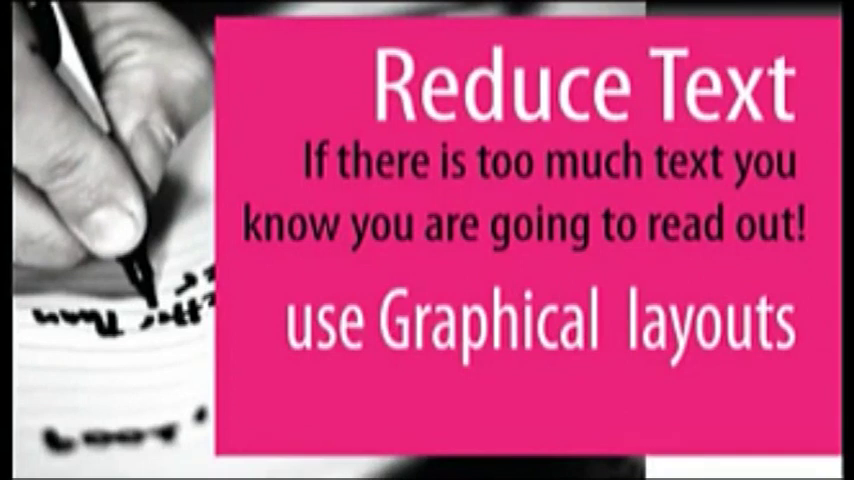 Reduce Text
If there is too much text you
know you are going to read out!
use Graphical layouts